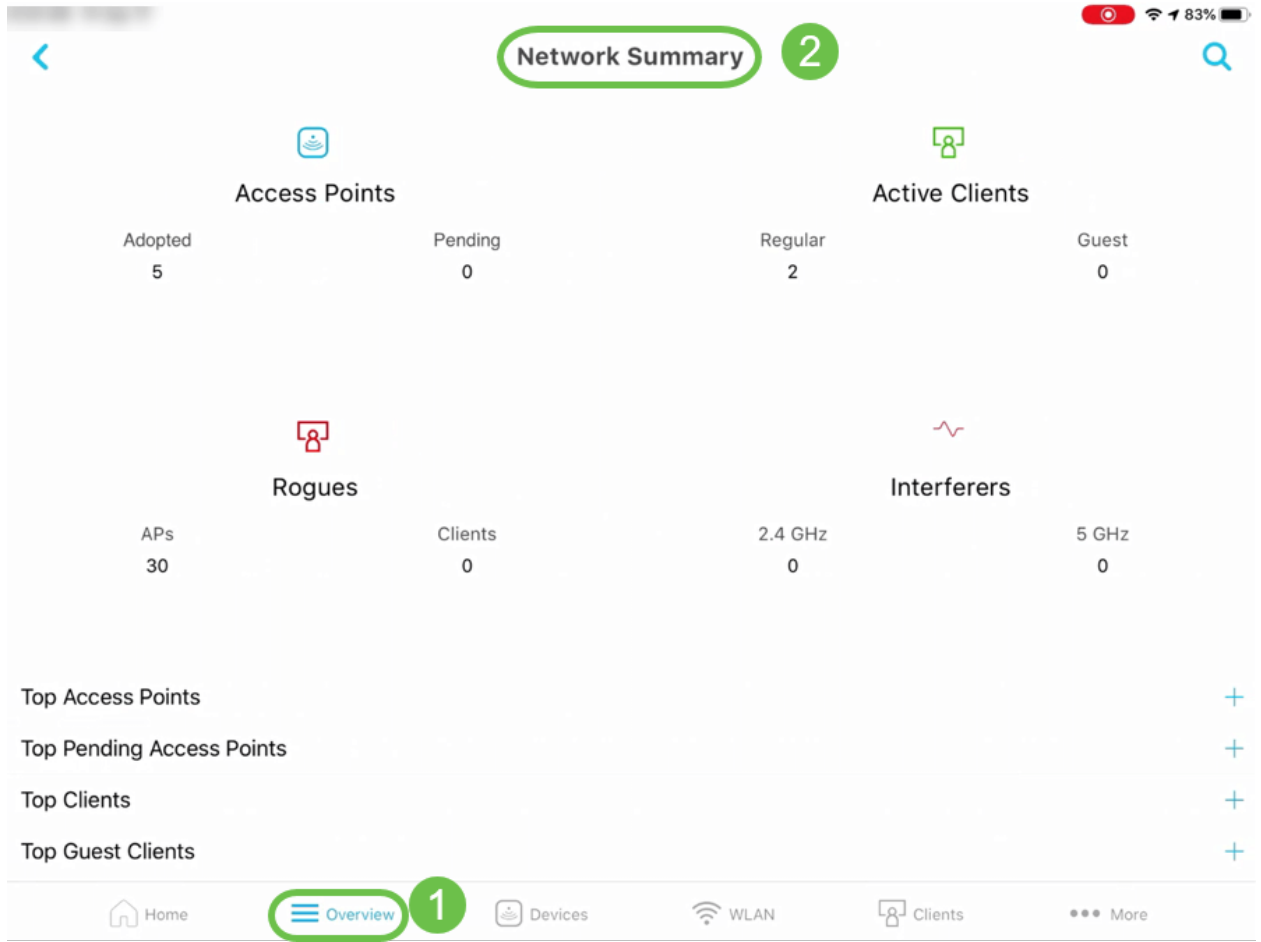 83%
Network Summary 2
Access Points
Active Clients
Adopted Pending Regular Guest
5 0 2 0
Rogues
Interferers
APs Clients 2.4 GHz 5 GHz
30 0 0 0
Top Access Points
Top Pending Access Points
Top Clients
Top Guest Clients
Home Overview 1 Devices WLAN Clients More